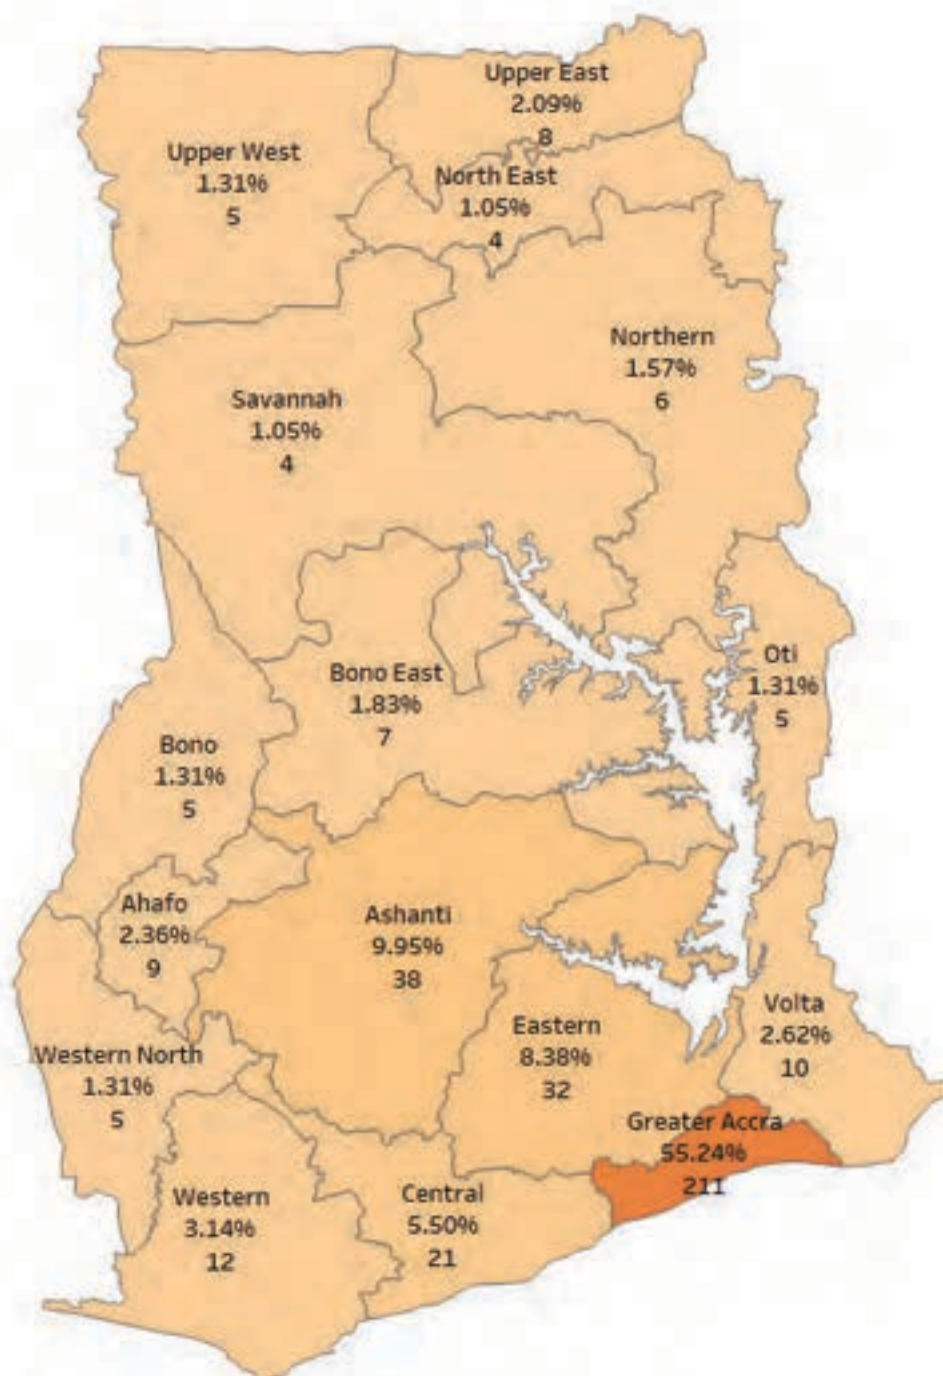 Upper East
2.09%
8
Upper West
1.31%
5
North East
1.05%
4
Northern
1.57%
6
Savannah
1.05%
4
Oti
1.31%
5
Bono East
1.83%
7
Bono
1.31%
5
Ahafo
2.36%
9
Ashanti
9.95%
38
Volta
2.62%
10
Eastern
8.38%
32
Western North
1.31%
5
Greater Accra
55.24%
211
Western
3.14%
12
Central
5.50%
21